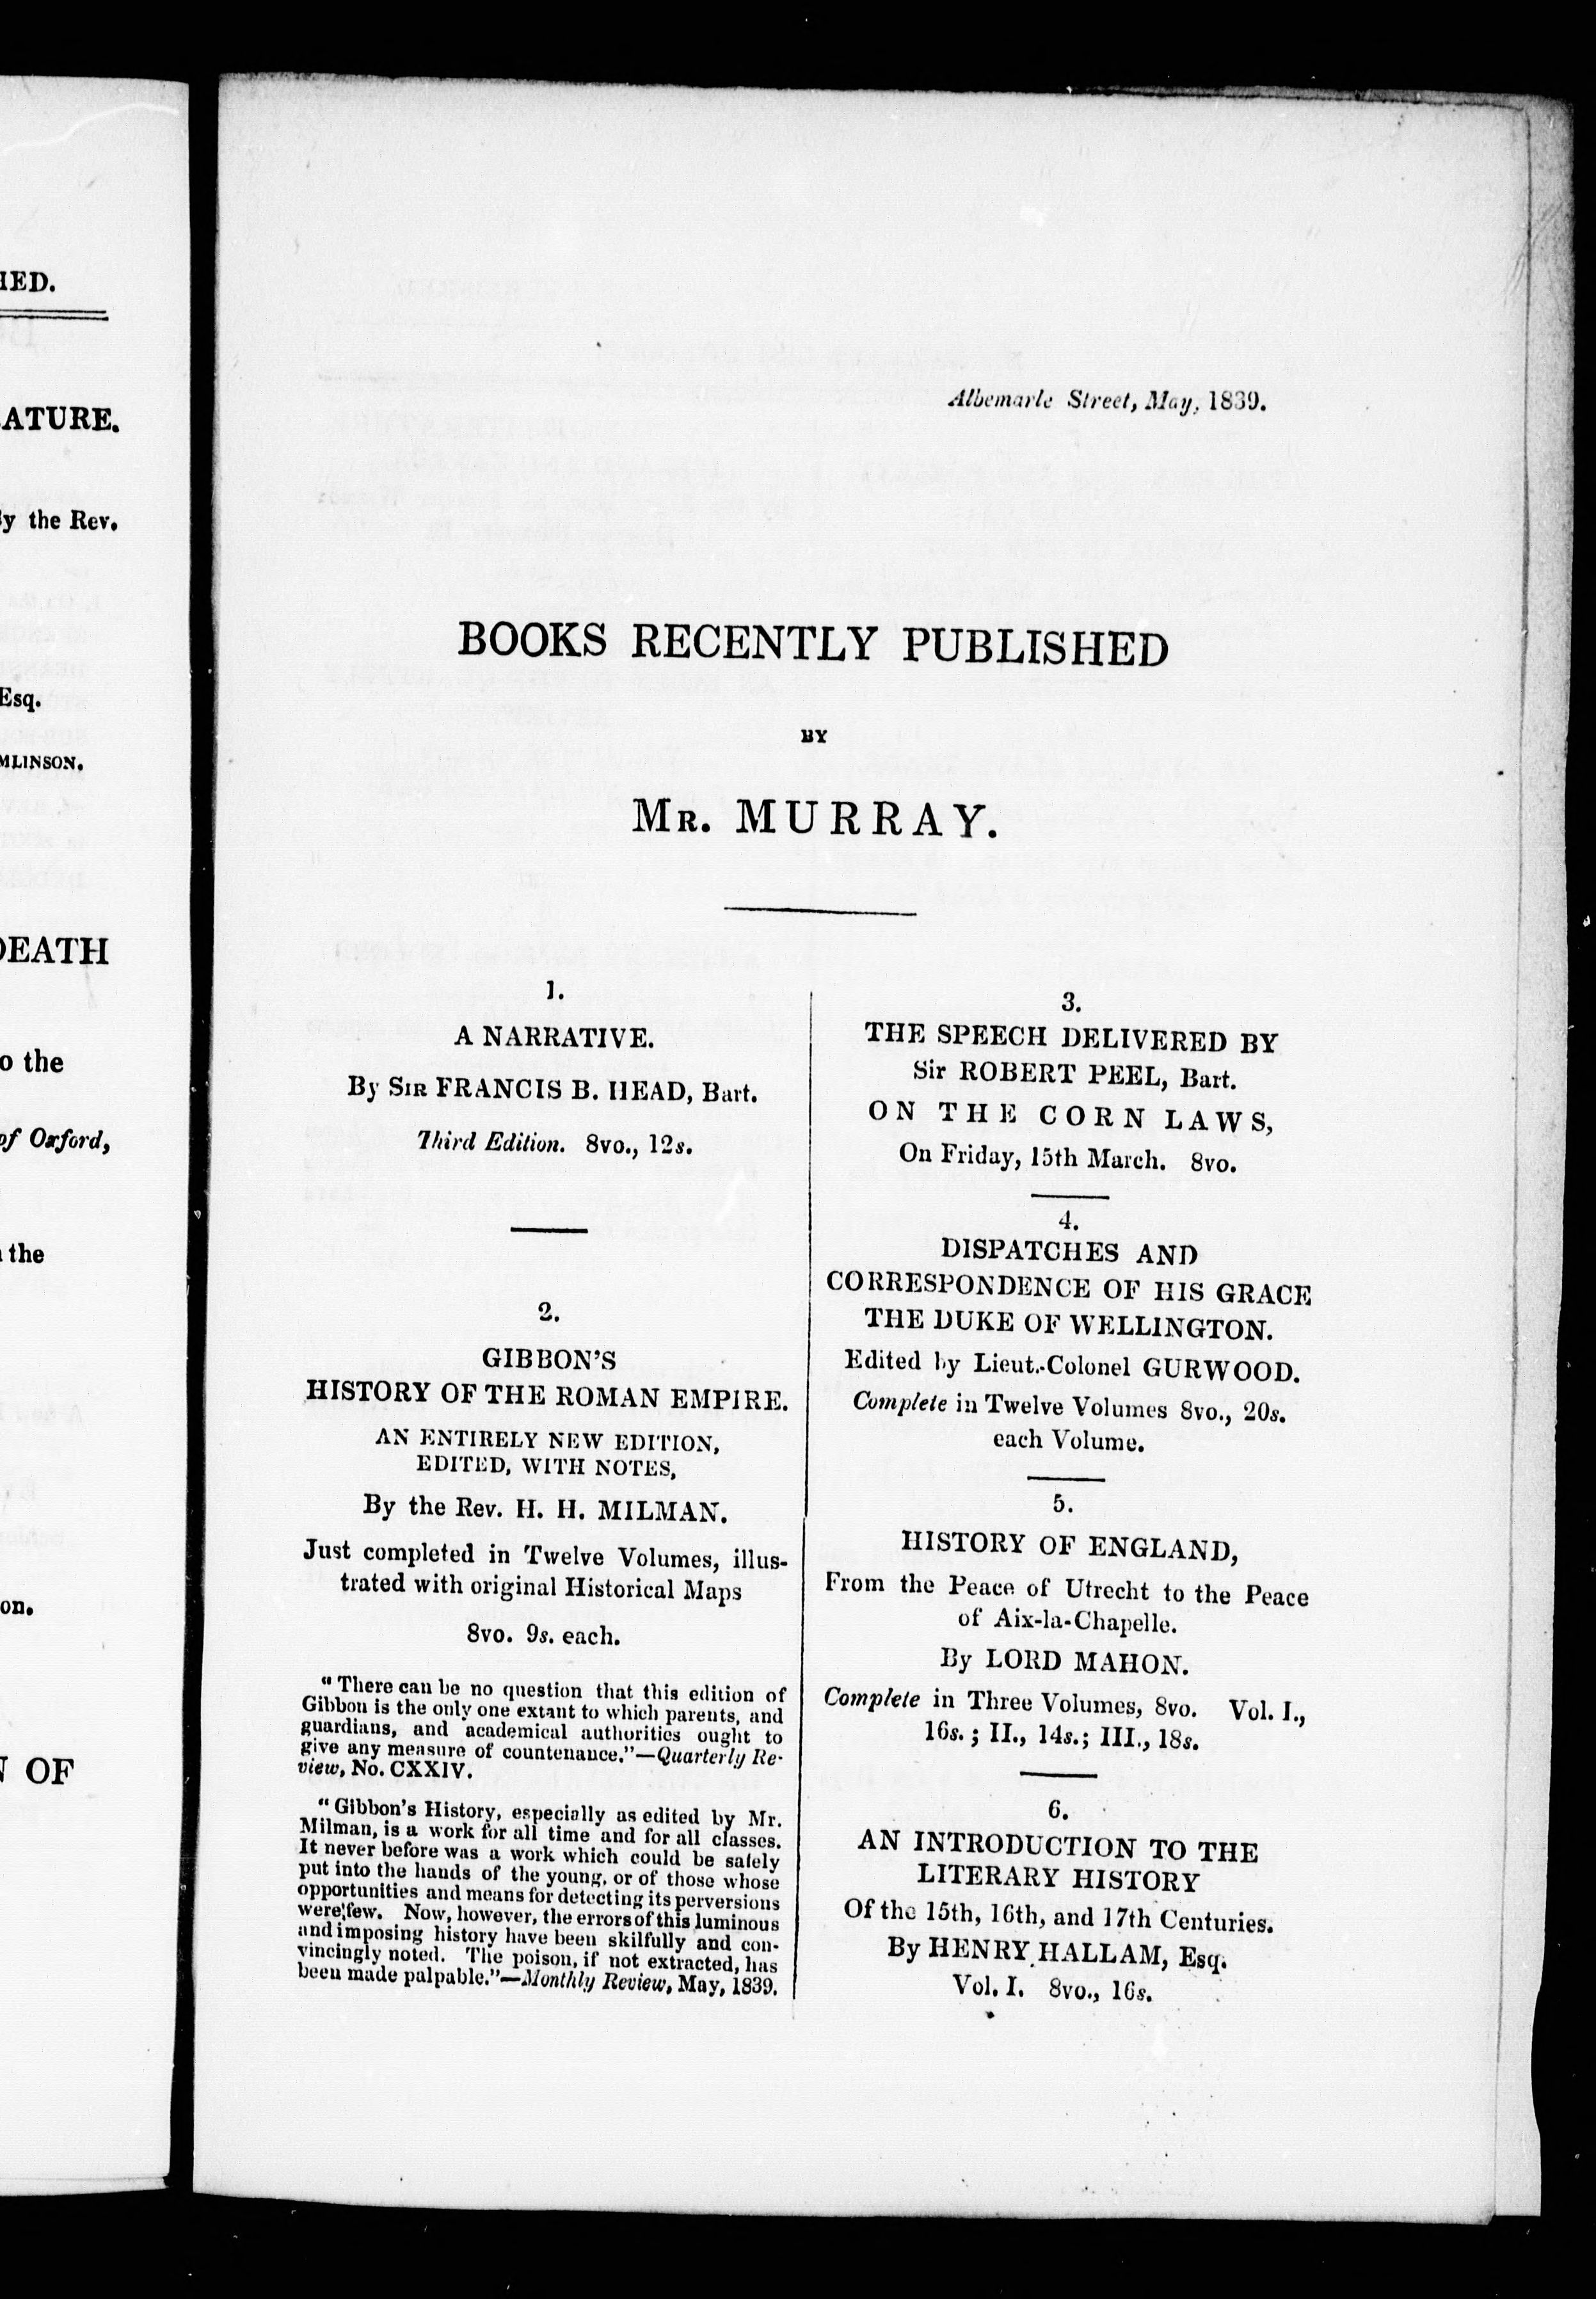 HED.
ATURE.
By the Rev.
Esq.
MLINSON.
DEATH
o the
of Oxford,
the
on.
OF
Albemarle Street, May, 1839.
BOOKS RECENTLY PUBLISHED
BY
MR. MURRAY.
1.
A NARRATIVE.
By SIR FRANCIS B. HEAD, Bart.
Third Edition. 8vo., 12s.
2.
GIBBON'S
HISTORY OF THE ROMAN EMPIRE.
AN ENTIRELY NEW EDITION,
EDITED, WITH NOTES,
By the Rev. H. H. MILMAN.
Just completed in Twelve Volumes, illus-
trated with original Historical Maps
8vo. 9s. each.
"There can be no question that this edition of
Gibbon is the only one extant to which parents, and
guardians, and academical authorities ought to
give any measure of countenance."—Quarterly Re-
view, No. CXXIV.
"Gibbon's History, especially as edited by Mr.
Milman, is a work for all time and for all classes.
It never before was a work which could be safely
put into the hands of the young, or of those whose
opportunities and means for detecting its perversions
were few. Now, however, the errors of this luminous
and imposing history have been skilfully and con-
vincingly noted. The poison, if not extracted, has
been made palpable."—Monthly Review, May, 1839.
3.
THE SPEECH DELIVERED BY
Sir ROBERT PEEL, Bart.
ON THE CORN LAWS,
On Friday, 15th March. 8vo.
4.
DISPATCHES AND
CORRESPONDENCE OF HIS GRACE
THE DUKE OF WELLINGTON.
Edited by Lieut.-Colonel GURWOOD.
Complete in Twelve Volumes 8vo., 20s.
each Volume.
5.
HISTORY OF ENGLAND,
From the Peace of Utrecht to the Peace
of Aix-la-Chapelle.
By LORD MAHON.
Complete in Three Volumes, 8vo. Vol. I.,
16s.; II., 14s.; III., 18s.
6.
AN INTRODUCTION TO THE
LITERARY HISTORY
Of the 15th, 16th, and 17th Centuries.
By HENRY HALLAM, Esq.
Vol. I. 8vo., 16s.